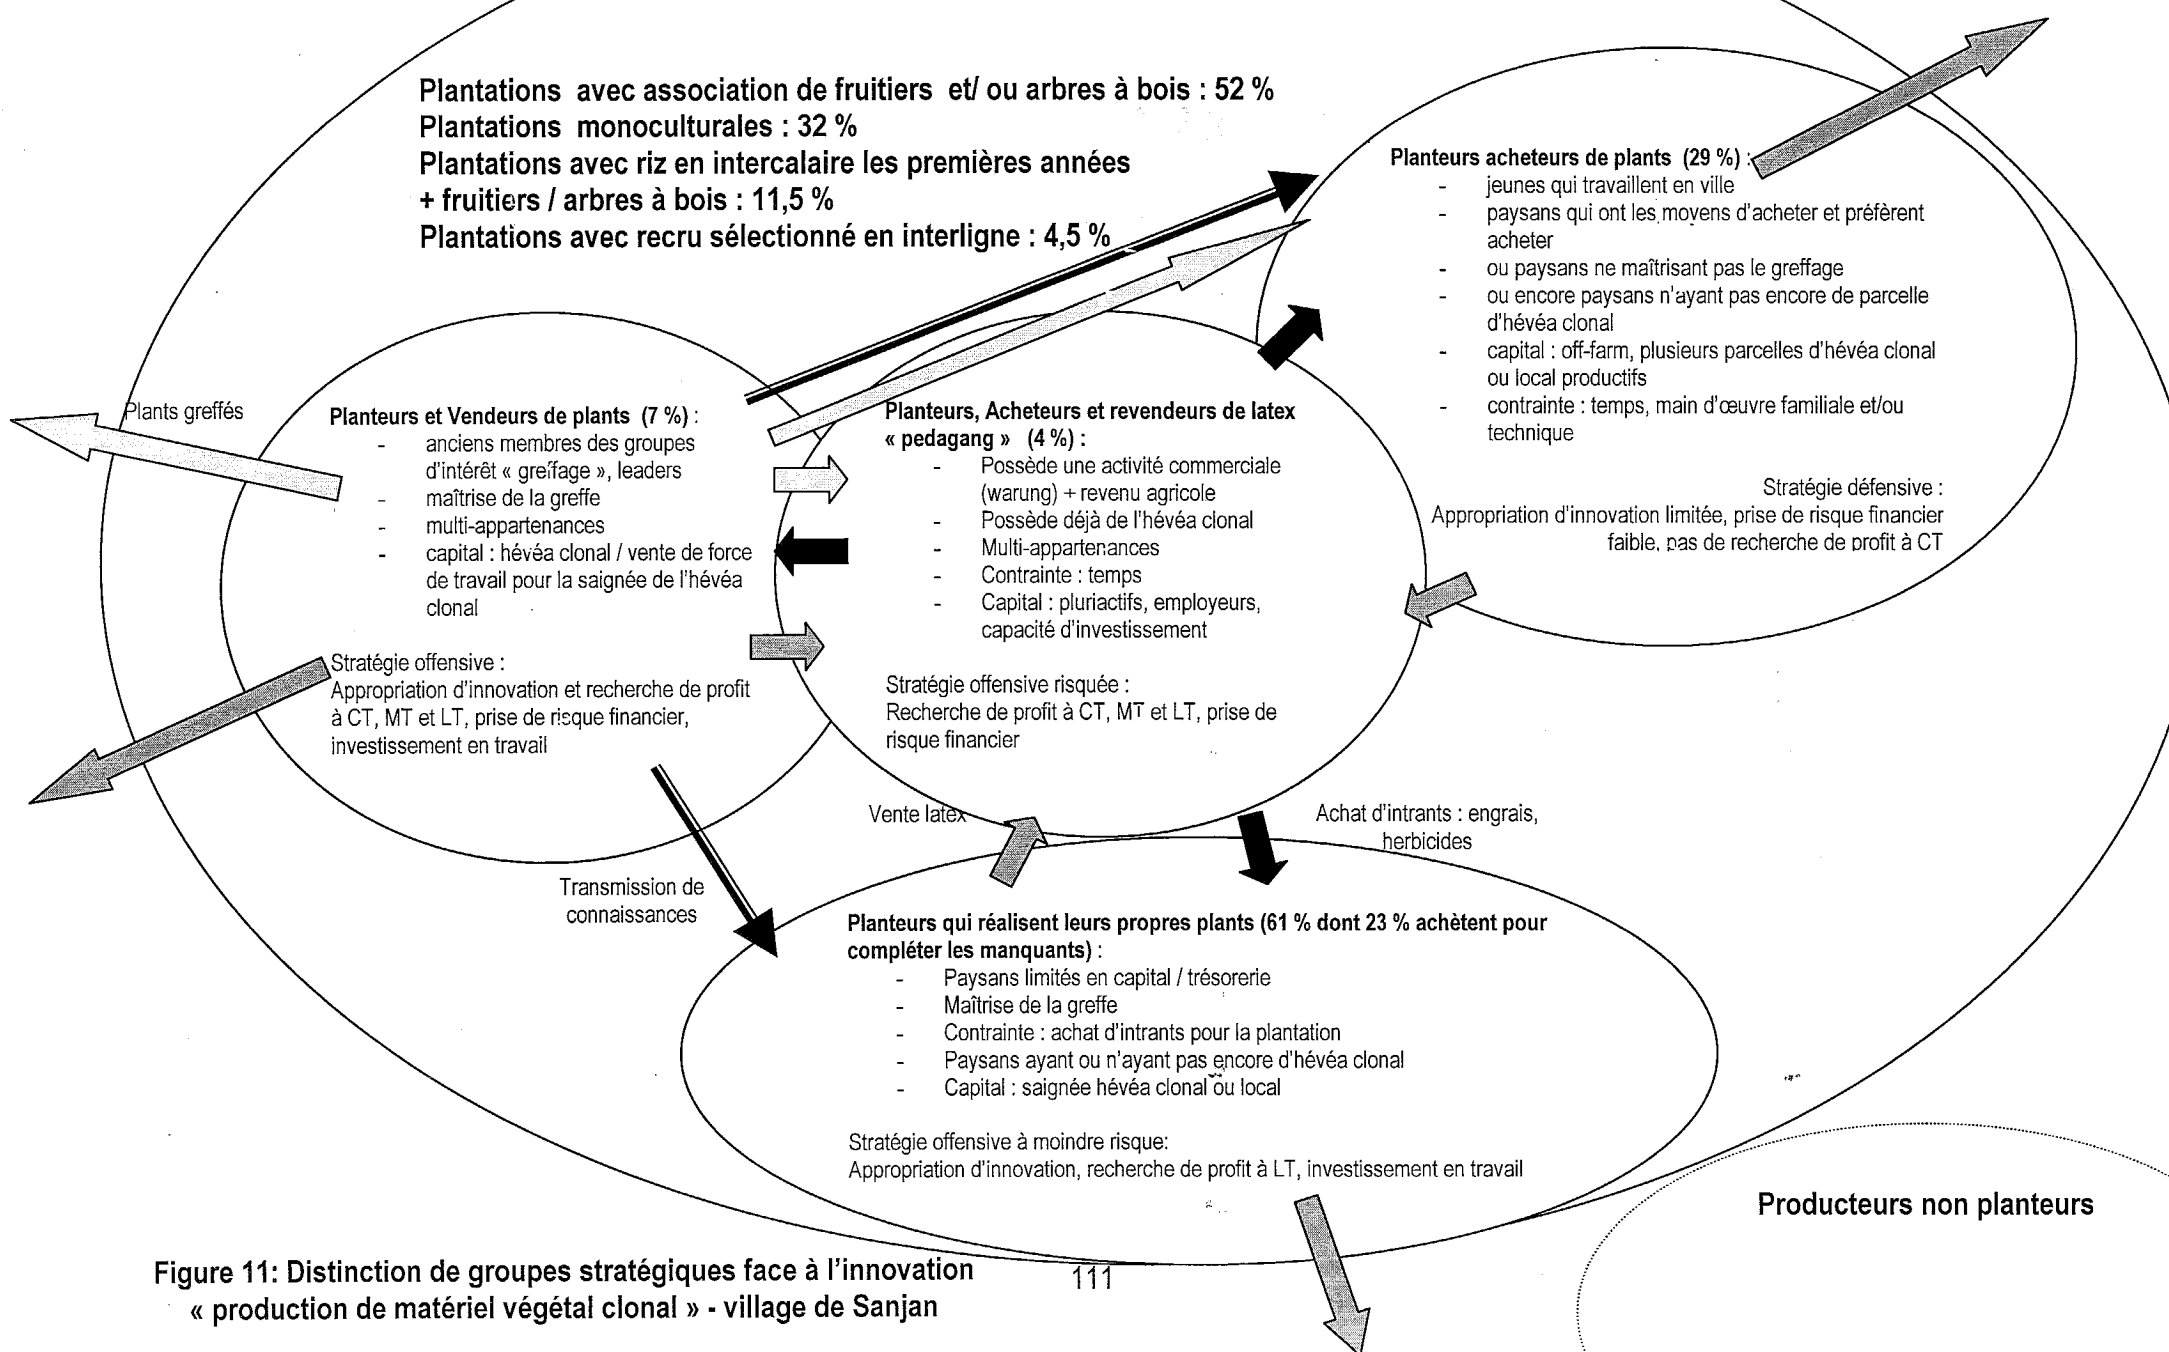 Plantations avec association de fruitiers et/ ou arbres à bois : 52 %
Plantations monoculturales : 32 %
Plantations avec riz en intercalaire les premières années
+ fruitiers / arbres à bois : 11,5 %
Plantations avec recru sélectionné en interligne : 4,5 %
Planteurs acheteurs de plants (29 %) :
- jeunes qui travaillent en ville
- paysans qui ont les moyens d'acheter et préfèrent
acheter
- ou paysans ne maîtrisant pas le greffage
- ou encore paysans n'ayant pas encore de parcelle
d'hévéa clonal
- capital : off-farm, plusieurs parcelles d'hévéa clonal
ou local productifs
- contrainte : temps, main d'œuvre familiale et/ou
technique
Stratégie défensive :
Appropriation d'innovation limitée, prise de risque financier
faible, pas de recherche de profit à CT
Plants greffés
Planteurs et Vendeurs de plants (7 %) :
- anciens membres des groupes
d'intérêt « greffage », leaders
- maîtrise de la greffe
- multi-appartenances
- capital : hévéa clonal / vente de force
de travail pour la saignée de l'hévéa
clonal
Stratégie offensive :
Appropriation d'innovation et recherche de profit
à CT, MT et LT, prise de risque financier,
investissement en travail
Planteurs, Acheteurs et revendeurs de latex
« pedagang » (4 %) :
- Possède une activité commerciale
(warung) + revenu agricole
- Possède déjà de l'hévéa clonal
- Multi-appartenances
- Contrainte : temps
- Capital : pluriactifs, employeurs,
capacité d'investissement
Stratégie offensive risquée :
Recherche de profit à CT, MT et LT, prise de
risque financier
Vente latex
Achat d'intrants : engrais,
herbicides
Transmission de
connaissances
Planteurs qui réalisent leurs propres plants (61 % dont 23 % achètent pour
compléter les manquants) :
- Paysans limités en capital / trésorerie
- Maîtrise de la greffe
- Contrainte : achat d'intrants pour la plantation
- Paysans ayant ou n'ayant pas encore d'hévéa clonal
- Capital : saignée hévéa clonal ou local
Stratégie offensive à moindre risque:
Appropriation d'innovation, recherche de profit à LT, investissement en travail
Producteurs non planteurs
Figure 11: Distinction de groupes stratégiques face à l'innovation
« production de matériel végétal clonal » - village de Sanjan
111